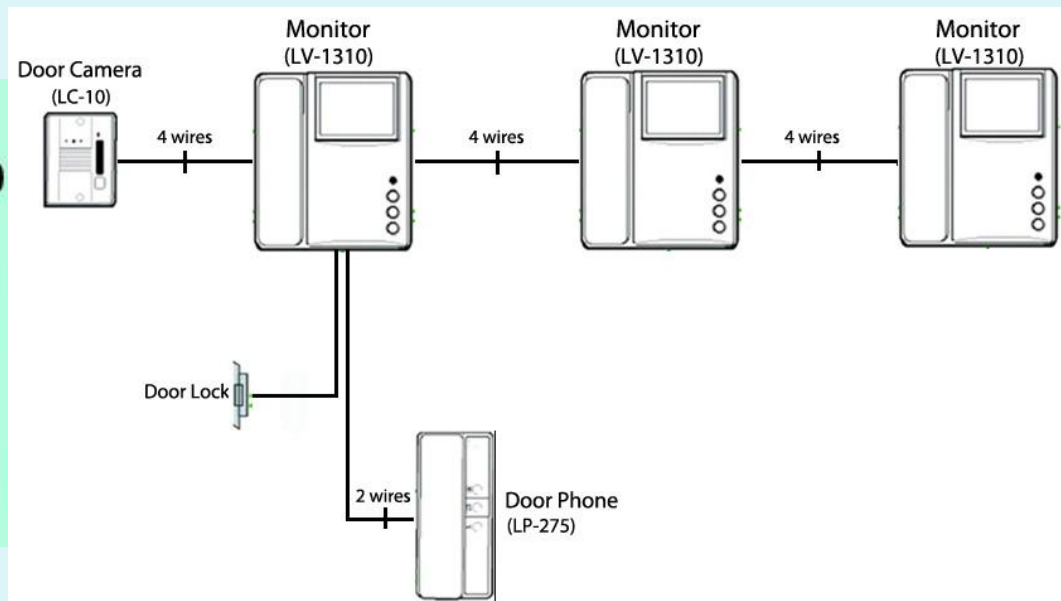 Monitor
(LV-1310)
Monitor
(LV-1310)
Monitor
(LV-1310)
Door Camera
(LC-10)
4 wires
4 wires
4 wires
Door Lock
2 wires
Door Phone
(LP-275)